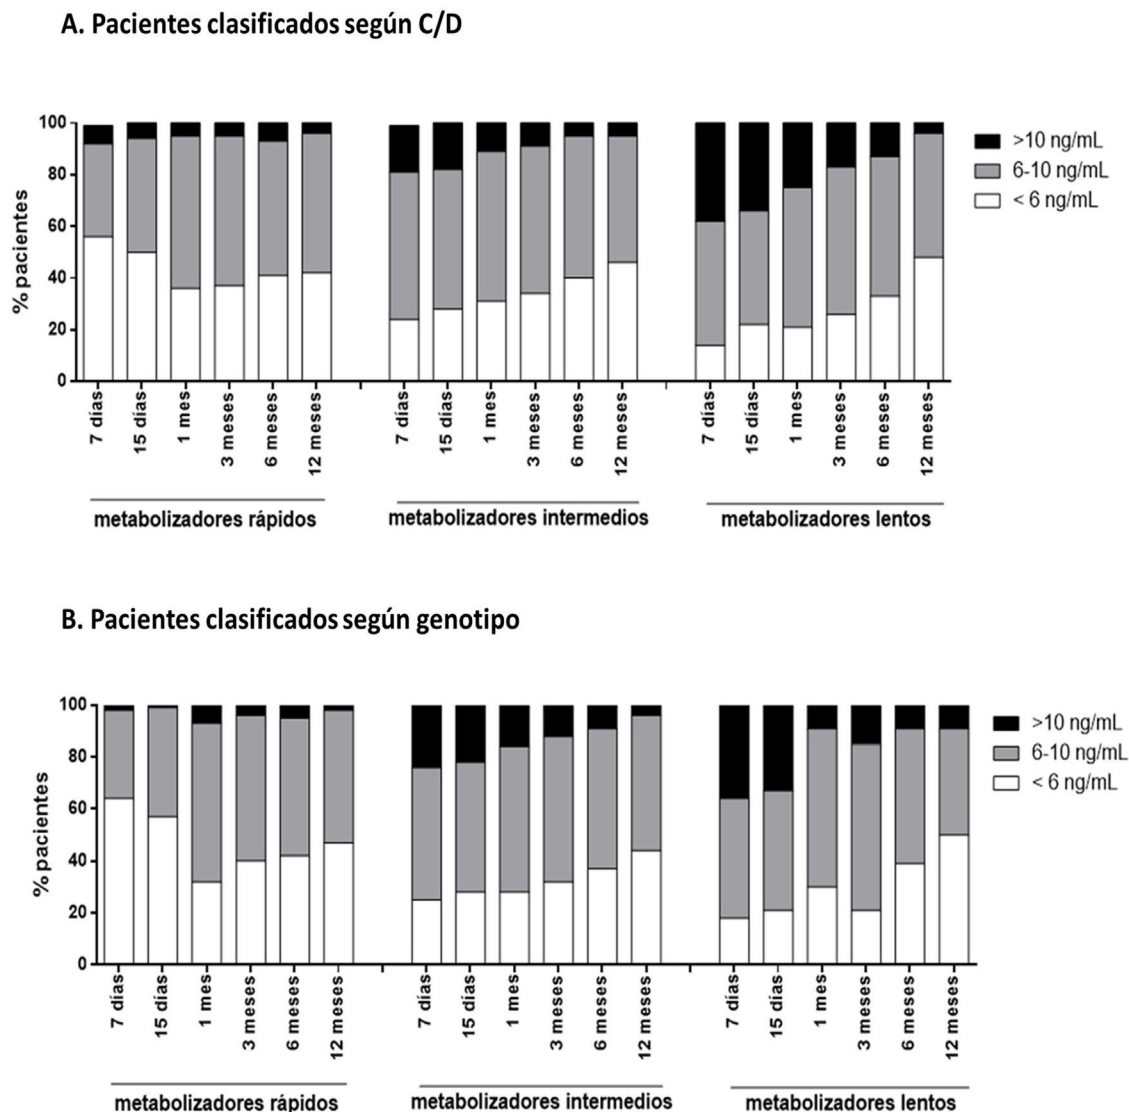 A. Pacientes clasificados según C/D
100
80
60
40
20
0
% pacientes
>10 ng/mL
6-10 ng/mL
< 6 ng/mL
7 días
15 días
1 mes
3 meses
6 meses
12 meses
7 días
15 días
1 mes
3 meses
6 meses
12 meses
7 días
15 días
1 mes
3 meses
6 meses
12 meses
metabolizadores rápidos
metabolizadores intermedios
metabolizadores lentos
B. Pacientes clasificados según genotipo
100
80
60
40
20
0
% pacientes
>10 ng/mL
6-10 ng/mL
< 6 ng/mL
7 días
15 días
1 mes
3 meses
6 meses
12 meses
7 días
15 días
1 mes
3 meses
6 meses
12 meses
7 días
15 días
1 mes
3 meses
6 meses
12 meses
metabolizadores rápidos
metabolizadores intermedios
metabolizadores lentos